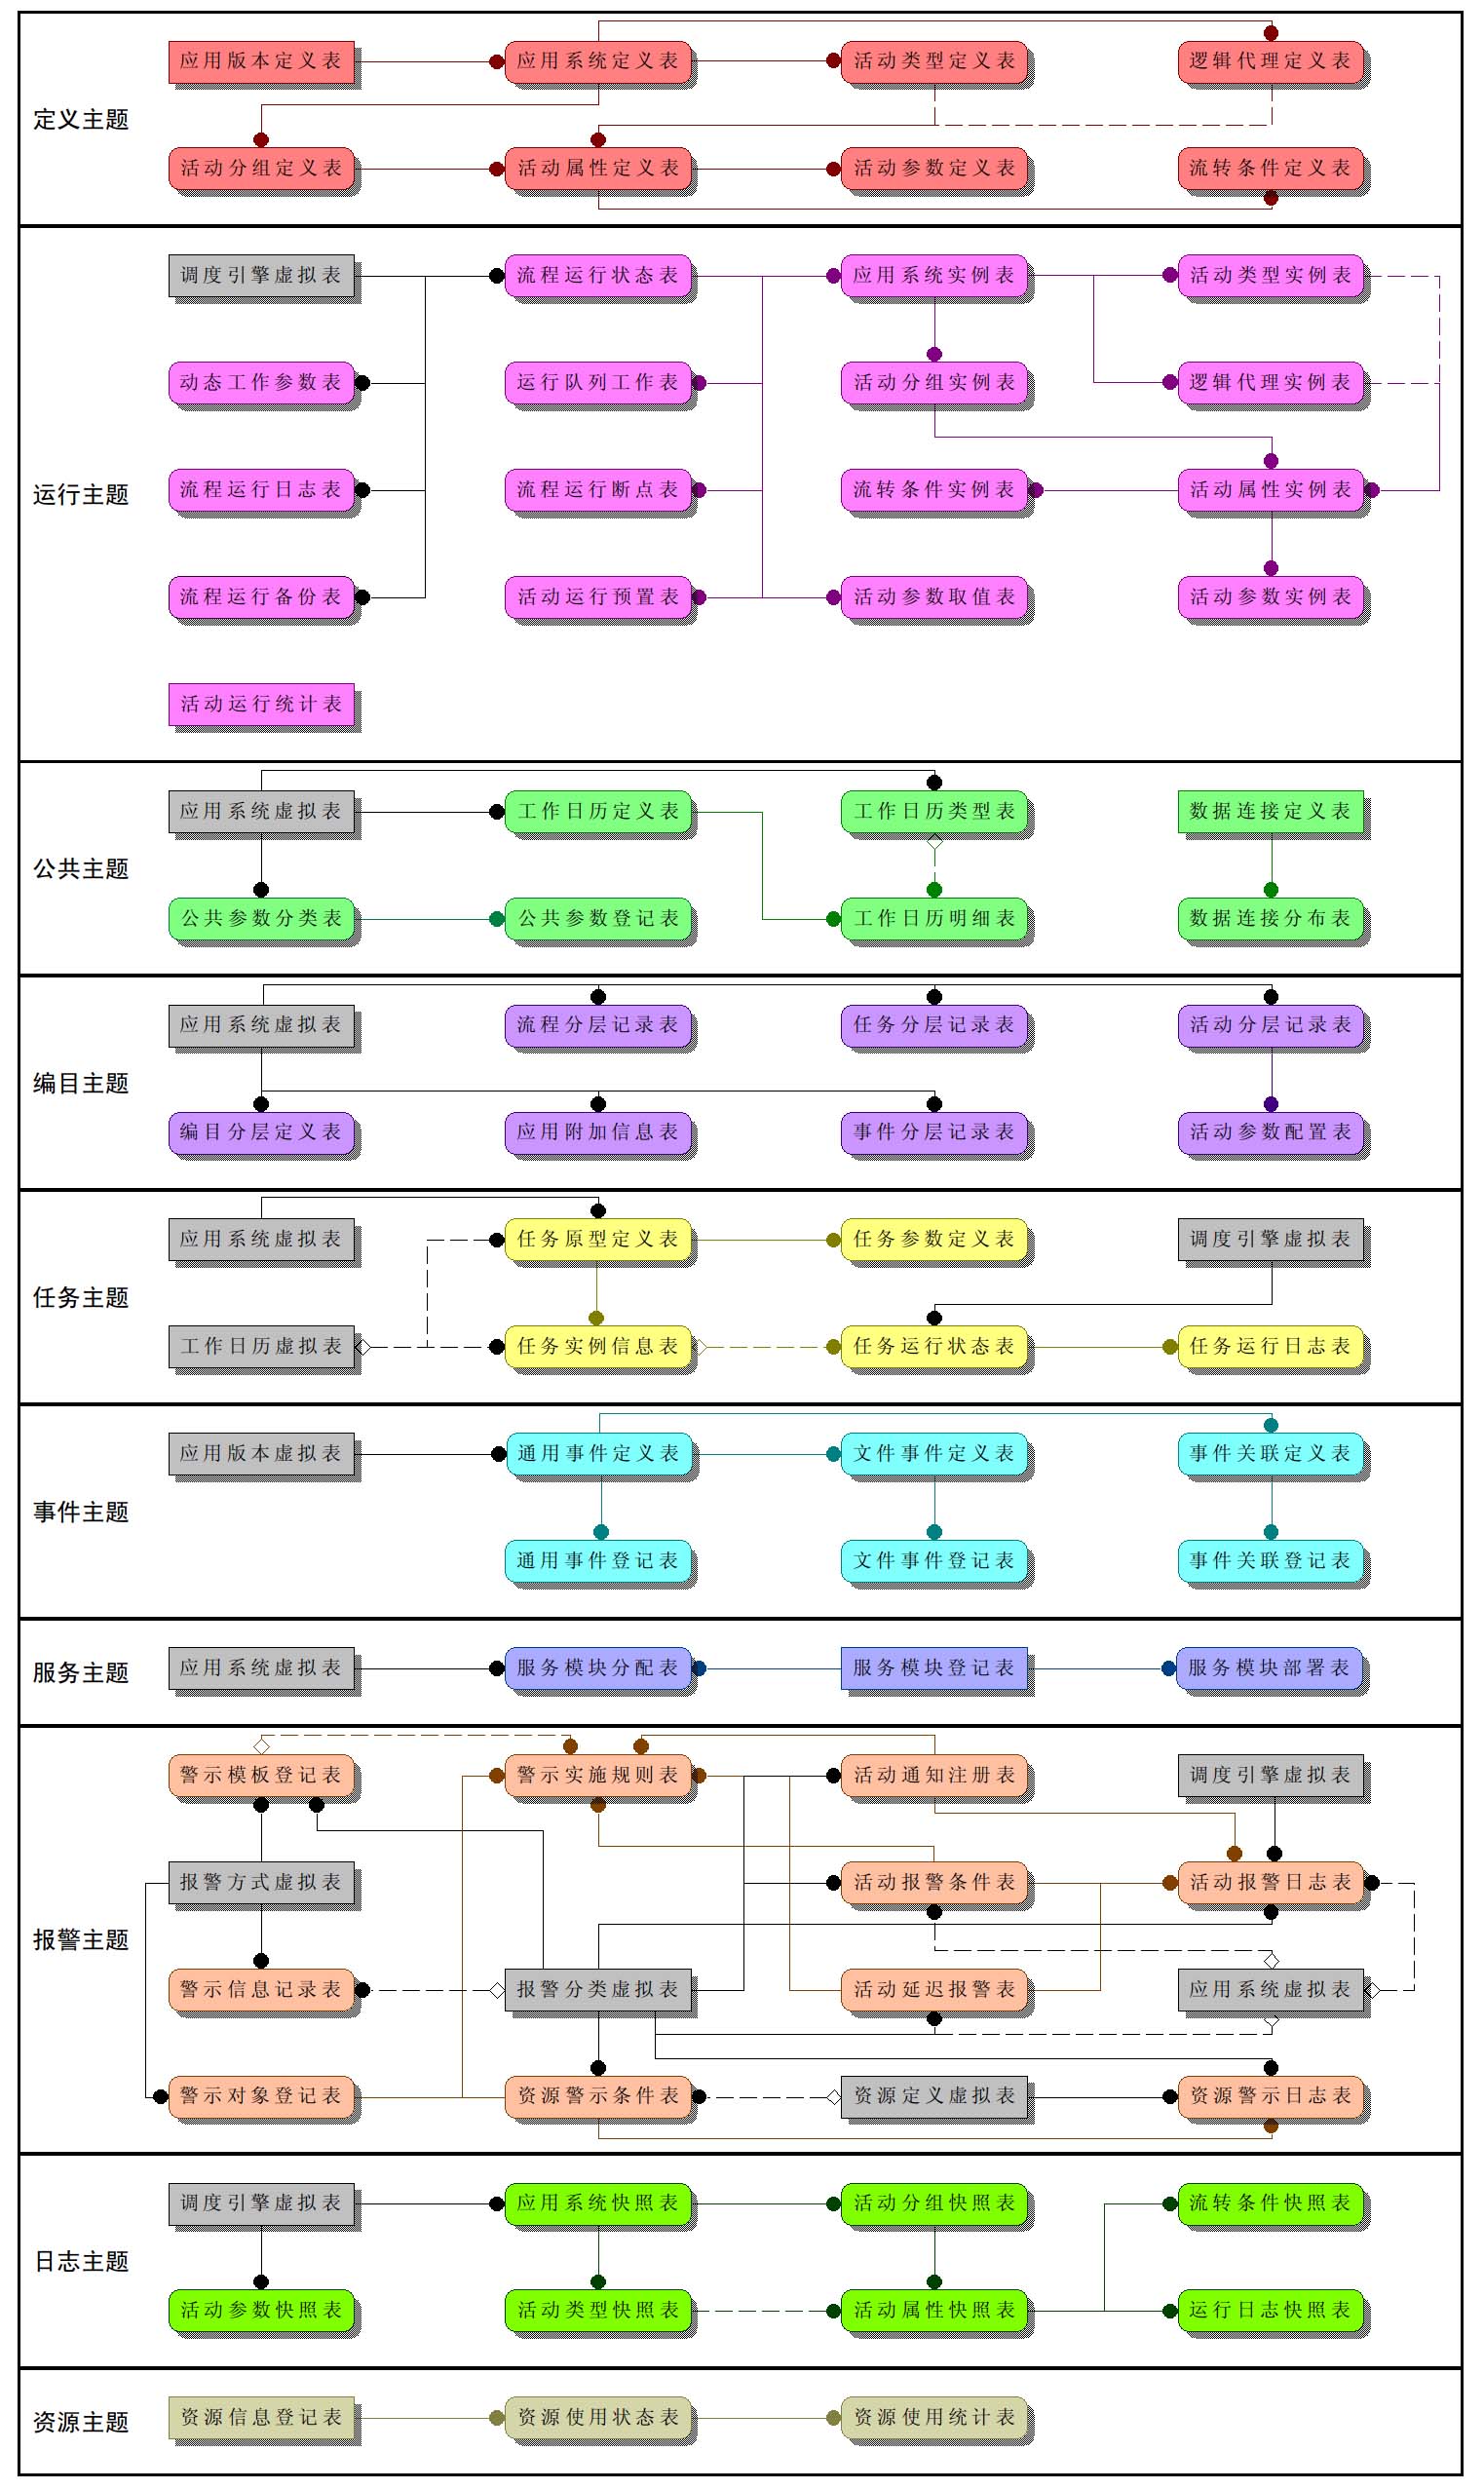 应用版本定义表 应用系统定义表 活动类型定义表 逻辑代理定义表
定义主题
活动分组定义表 活动属性定义表 活动参数定义表 流转条件定义表
调度引擎虚拟表 流程运行状态表 应用系统实例表 活动类型实例表
动态工作参数表 运行队列工作表 活动分组实例表 逻辑代理实例表
运行主题
流程运行日志表 流程运行断点表 流转条件实例表 活动属性实例表
流程运行备份表 活动运行预置表 活动参数取值表 活动参数实例表
活动运行统计表
应用系统虚拟表 工作日历定义表 工作日历类型表 数据连接定义表
公共主题
公共参数分类表 公共参数登记表 工作日历明细表 数据连接分布表
应用系统虚拟表 流程分层记录表 任务分层记录表 活动分层记录表
编目主题
编目分层定义表 应用附加信息表 事件分层记录表 活动参数配置表
应用系统虚拟表 任务原型定义表 任务参数定义表 调度引擎虚拟表
任务主题
工作日历虚拟表 任务实例信息表 任务运行状态表 任务运行日志表
应用版本虚拟表 通用事件定义表 文件事件定义表 事件关联定义表
事件主题
通用事件登记表 文件事件登记表 事件关联登记表
服务主题 应用系统虚拟表 服务模块分配表 服务模块登记表 服务模块部署表
警示模板登记表 警示实施规则表 活动通知注册表 调度引擎虚拟表
报警方式虚拟表 活动报警条件表 活动报警日志表
报警主题
警示信息记录表 报警分类虚拟表 活动延迟报警表 应用系统虚拟表
警示对象登记表 资源警示条件表 资源定义虚拟表 资源警示日志表
调度引擎虚拟表 应用系统快照表 活动分组快照表 流转条件快照表
日志主题
活动参数快照表 活动类型快照表 活动属性快照表 运行日志快照表
资源主题 资源信息登记表 资源使用状态表 资源使用统计表